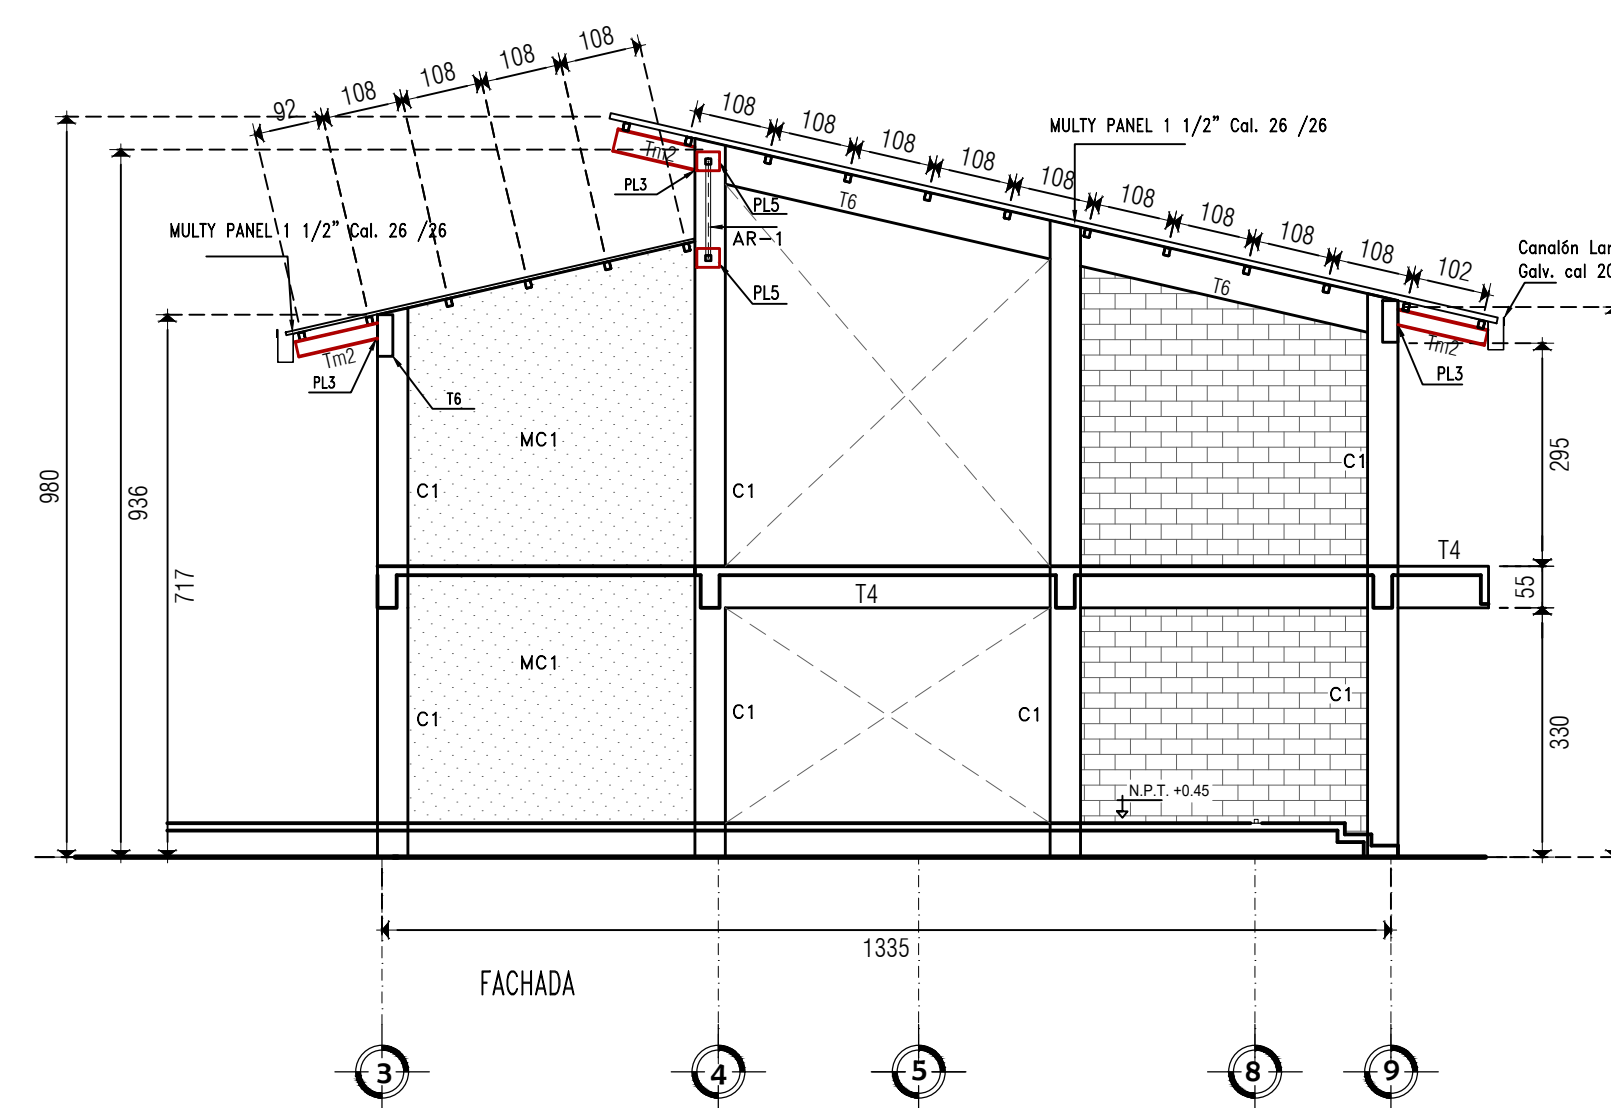 92
108
108
108
108
108
108
108
108
108
108
108
108
108
102
MULTY PANEL 1 1/2" Cal. 26 /26
MULTY PANEL 1 1/2" Cal. 26 /26
Canalón
Galv. cal
Tm2
PL3
PL5
AR-1
PL5
T6
T6
Tm2
PL3
T6
Tm2
PL3
MC1
C1
C1
C1
980
936
717
295
T4
T4
55
MC1
C1
C1
C1
C1
330
N.P.T. +0.45
1335
FACHADA
3
4
5
8
9